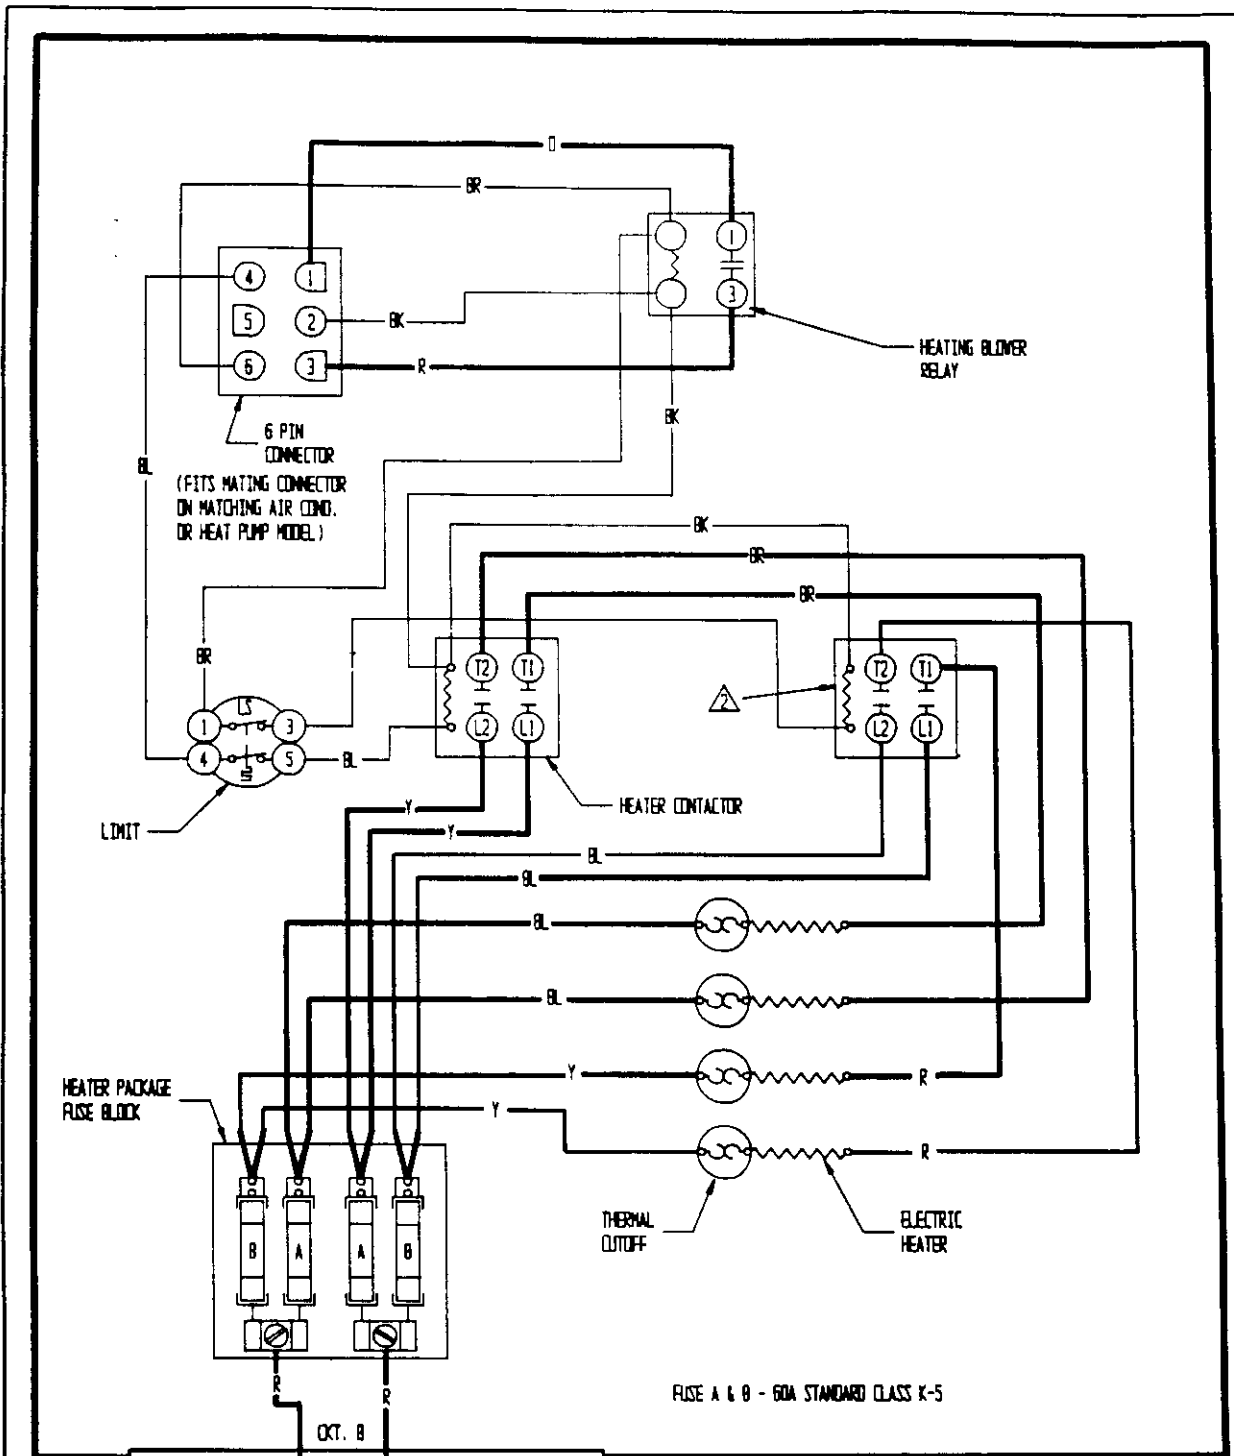 O
BR
4 1
5 2
6 3
BK
R
1
3
HEATING BLOWER
RELAY
6 PIN
CONNECTOR
(FITS MATING CONNECTOR
ON MATCHING AIR COND.
OR HEAT PUMP MODEL)
BL
BK
BK
BR
BR
BR
LS
1 3
4 5
LS
BL
LIMIT
T2 T1
L2 L1
HEATER CONTACTOR
2
T2 T1
L2 L1
Y
Y
BL
BL
BL
BL
Y
R
Y
R
HEATER PACKAGE
FUSE BLOCK
THERMAL
CUTOFF
ELECTRIC
HEATER
B A A B
R
R
CKT. B
FUSE A & B - 60A STANDARD CLASS K-5